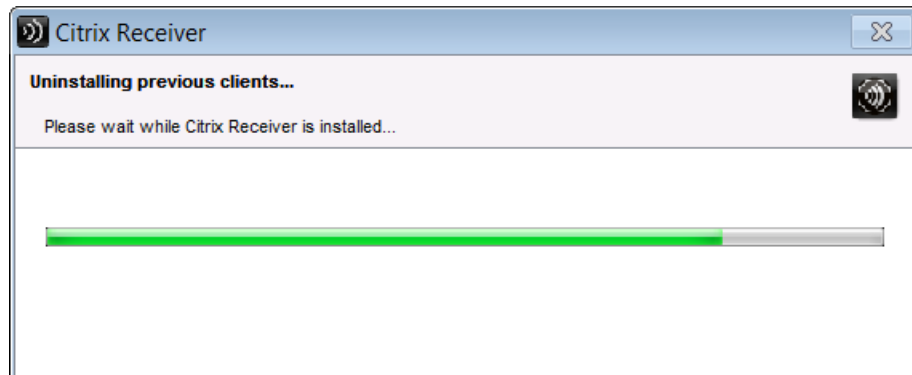 Citrix Receiver
Uninstalling previous clients...
Please wait while Citrix Receiver is installed...